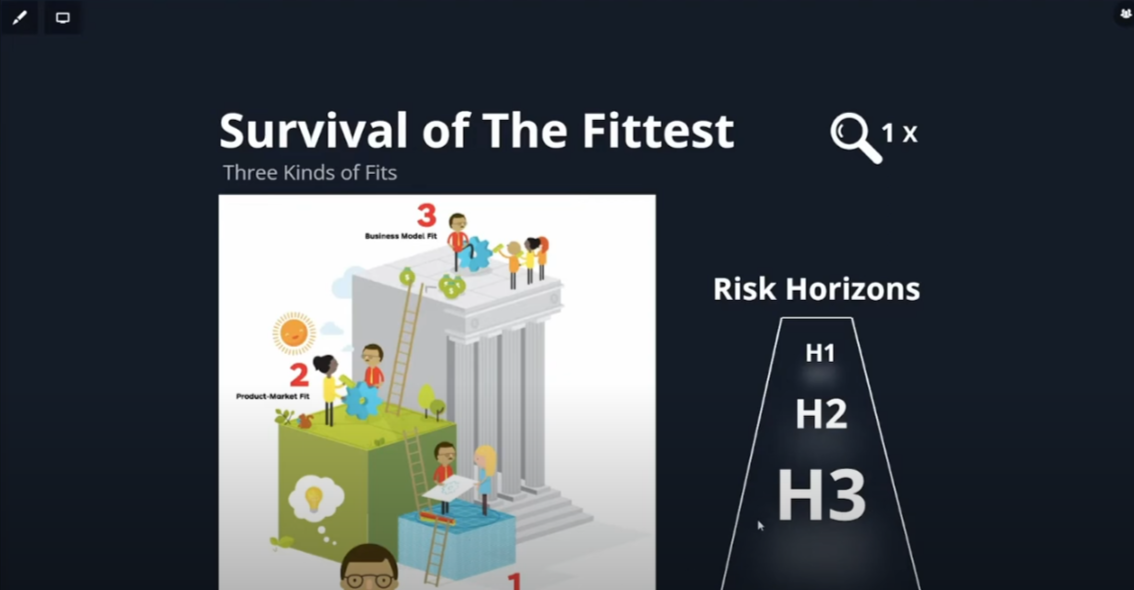 Survival of The Fittest
1 x
Three Kinds of Fits
3
Business Model Fit
Risk Horizons
H1
2
Product-Market Fit
H2
H3
1